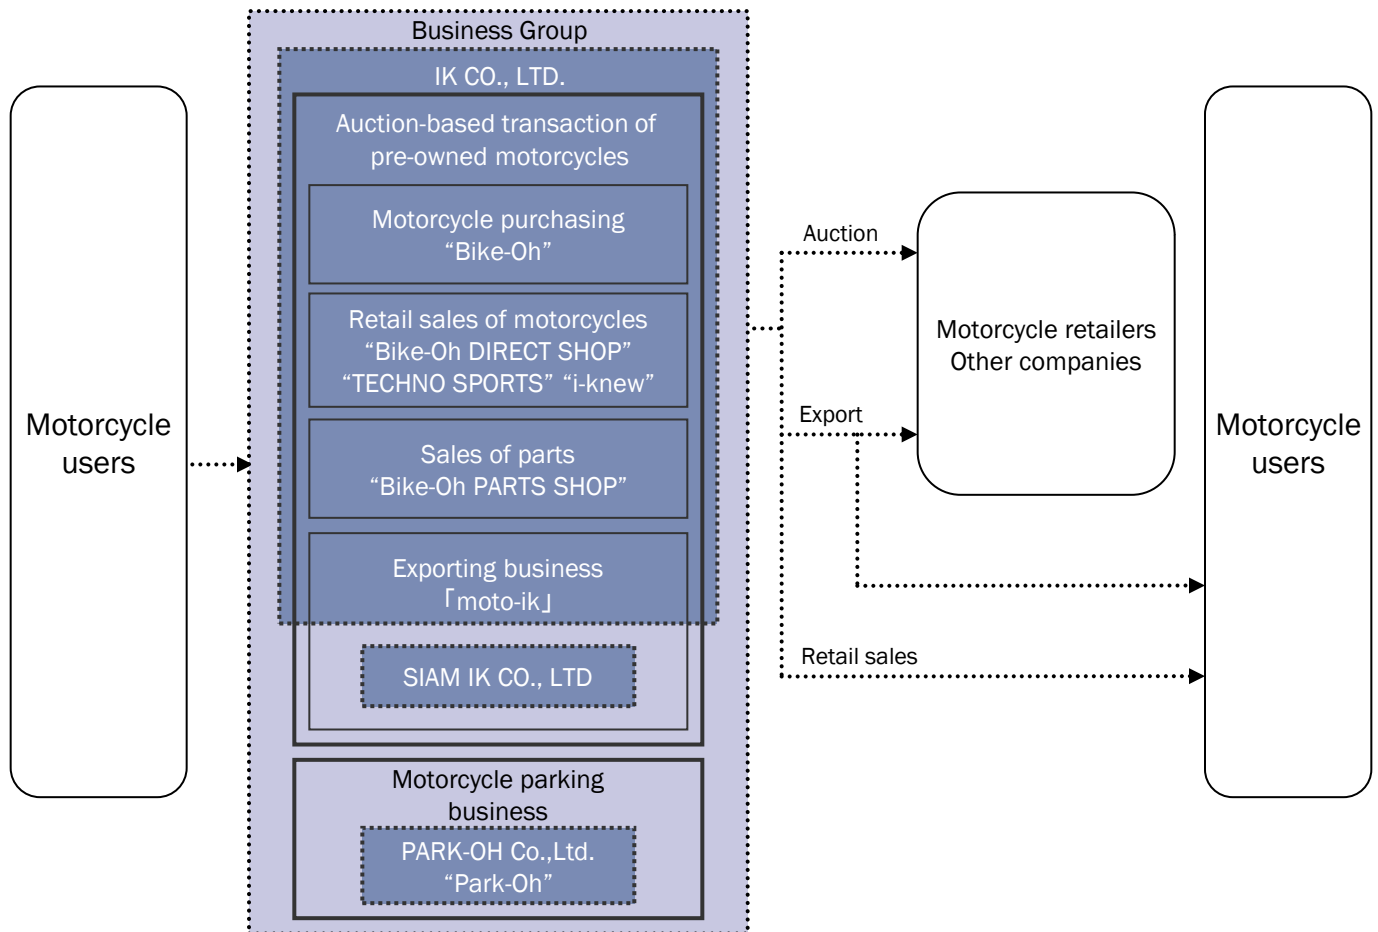 Business Group
IK CO., LTD.
Auction-based transaction of
pre-owned motorcycles
Motorcycle purchasing
“Bike-Oh”
Retail sales of motorcycles
“Bike-Oh DIRECT SHOP”
“TECHNO SPORTS” “i-knew”
Sales of parts
“Bike-Oh PARTS SHOP”
Exporting business
「moto-ik」
SIAM IK CO., LTD
Motorcycle parking
business
PARK-OH Co.,Ltd.
“Park-Oh”
Motorcycle
users
Auction
Export
Retail sales
Motorcycle retailers
Other companies
Motorcycle
users